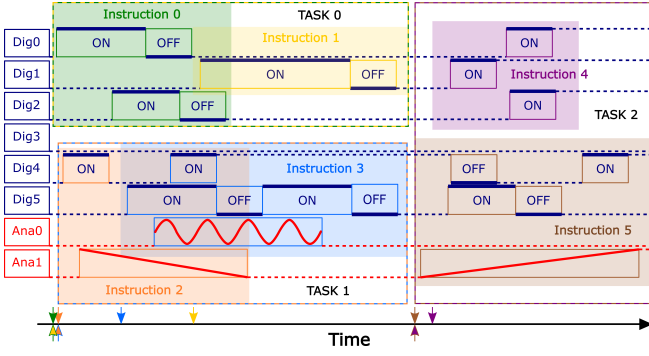 Instruction 0
TASK 0
Dig0 ON OFF Instruction 1 ON
Dig1 ON OFF ON Instruction 4
Dig2 ON OFF ON TASK 2
Dig3
Dig4 ON ON Instruction 3 OFF ON
Dig5 ON OFF ON OFF ON OFF
Ana0 Instruction 5
Ana1
Instruction 2 TASK 1
Time